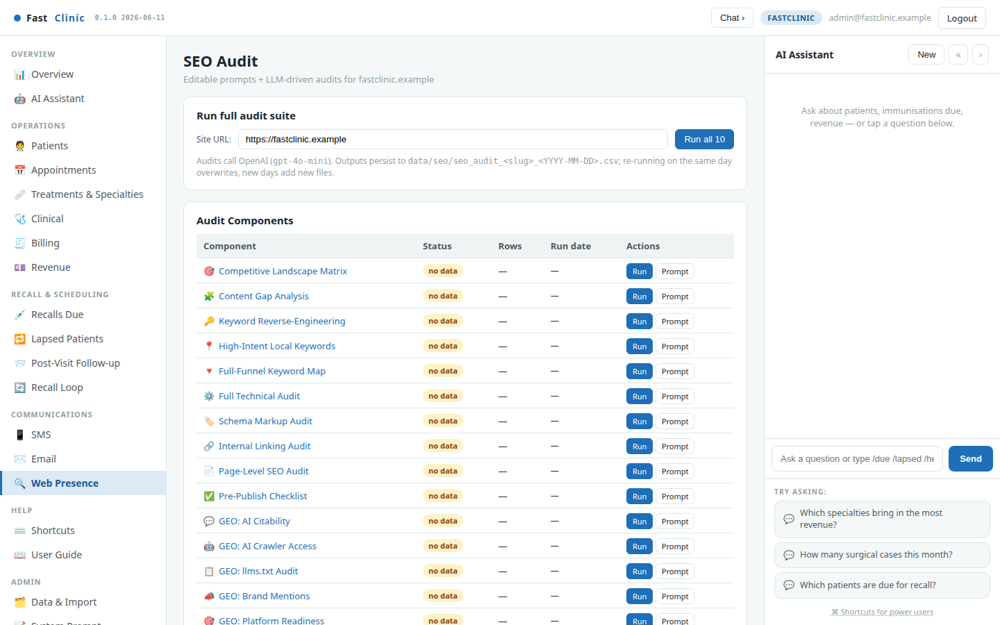 Fast Clinic 0.1.0 2026-06-11
Chat ›
FASTCLINIC
admin@fastclinic.example
Logout
OVERVIEW
Overview
AI Assistant
OPERATIONS
Patients
Appointments
Treatments & Specialties
Clinical
Billing
Revenue
RECALL & SCHEDULING
Recalls Due
Lapsed Patients
Post-Visit Follow-up
Recall Loop
COMMUNICATIONS
SMS
Email
Web Presence
HELP
Shortcuts
User Guide
ADMIN
Data & Import
System Prompt
SEO Audit
Editable prompts + LLM-driven audits for fastclinic.example
Run full audit suite
Site URL: https://fastclinic.example Run all 10
Audits call OpenAI (gpt-4o-mini). Outputs persist to data/seo/seo_audit_<slug>_<YYYY-MM-DD>.csv; re-running on the same day
overwrites, new days add new files.
Audit Components
Component Status Rows Run date Actions
Competitive Landscape Matrix no data — — Run Prompt
Content Gap Analysis no data — — Run Prompt
Keyword Reverse-Engineering no data — — Run Prompt
High-Intent Local Keywords no data — — Run Prompt
Full-Funnel Keyword Map no data — — Run Prompt
Full Technical Audit no data — — Run Prompt
Schema Markup Audit no data — — Run Prompt
Internal Linking Audit no data — — Run Prompt
Page-Level SEO Audit no data — — Run Prompt
Pre-Publish Checklist no data — — Run Prompt
GEO: AI Citability no data — — Run Prompt
GEO: AI Crawler Access no data — — Run Prompt
GEO: llms.txt Audit no data — — Run Prompt
GEO: Brand Mentions no data — — Run Prompt
GEO: Platform Readiness no data — — Run Prompt
AI Assistant New « ›
Ask about patients, immunisations due,
revenue — or tap a question below.
Ask a question or type /due /lapsed /he Send
TRY ASKING:
Which specialties bring in the most
revenue?
How many surgical cases this month?
Which patients are due for recall?
⌘ Shortcuts for power users